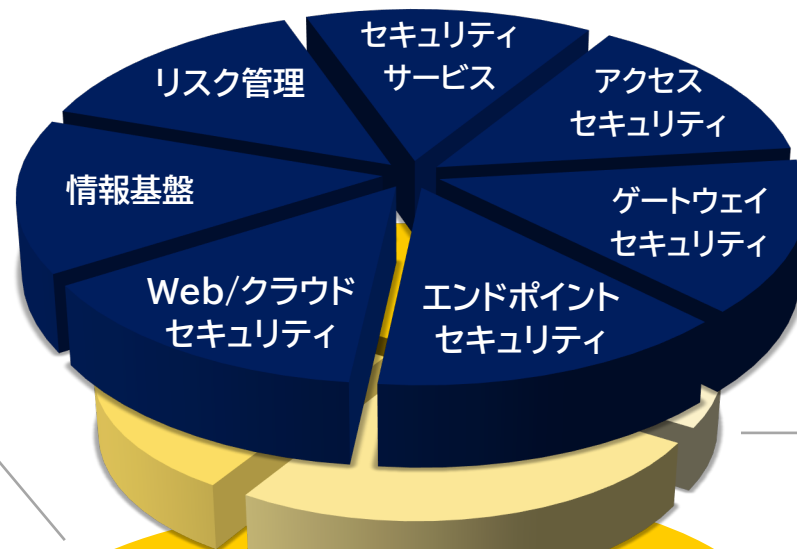 セキュリティ
サービス
リスク管理
アクセス
セキュリティ
情報基盤
ゲートウェイ
セキュリティ
Web/クラウド
セキュリティ
エンドポイント
セキュリティ